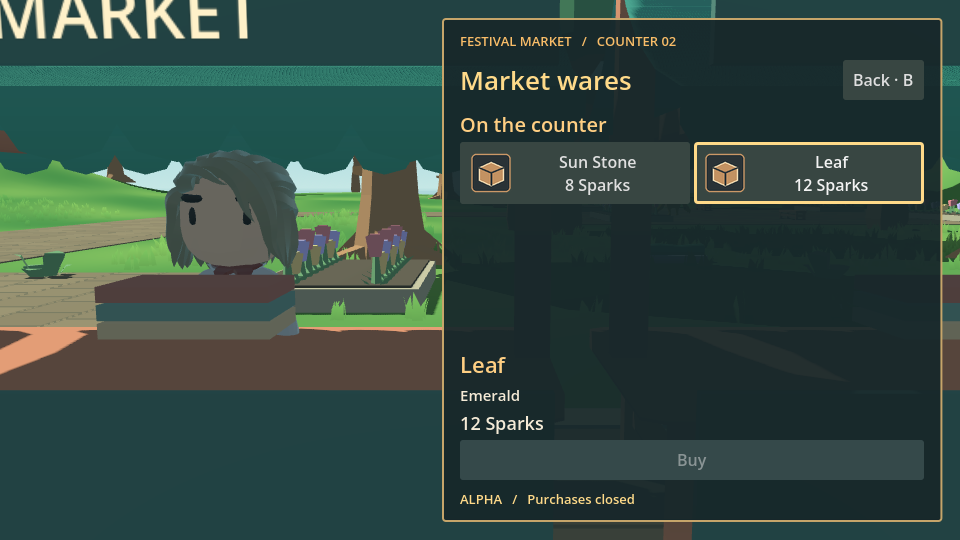 MARKET
FESTIVAL MARKET / COUNTER 02
Market wares
Back · B
On the counter
Sun Stone
8 Sparks
Leaf
12 Sparks
Leaf
Emerald
12 Sparks
Buy
ALPHA / Purchases closed